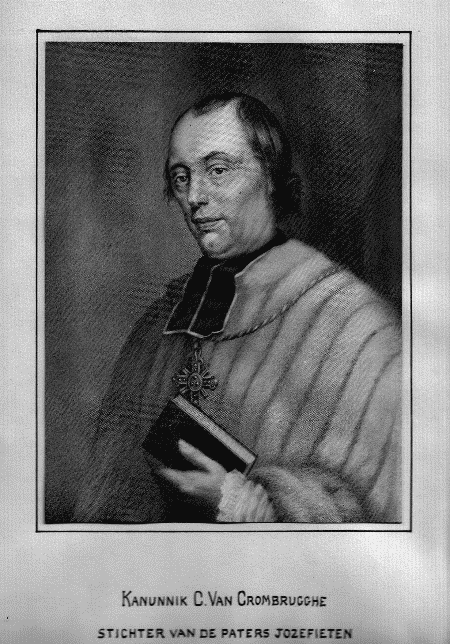 KANUNNIK C. VAN CROMBRUGGHE
STICHTER VAN DE PATERS JOZEFIETEN